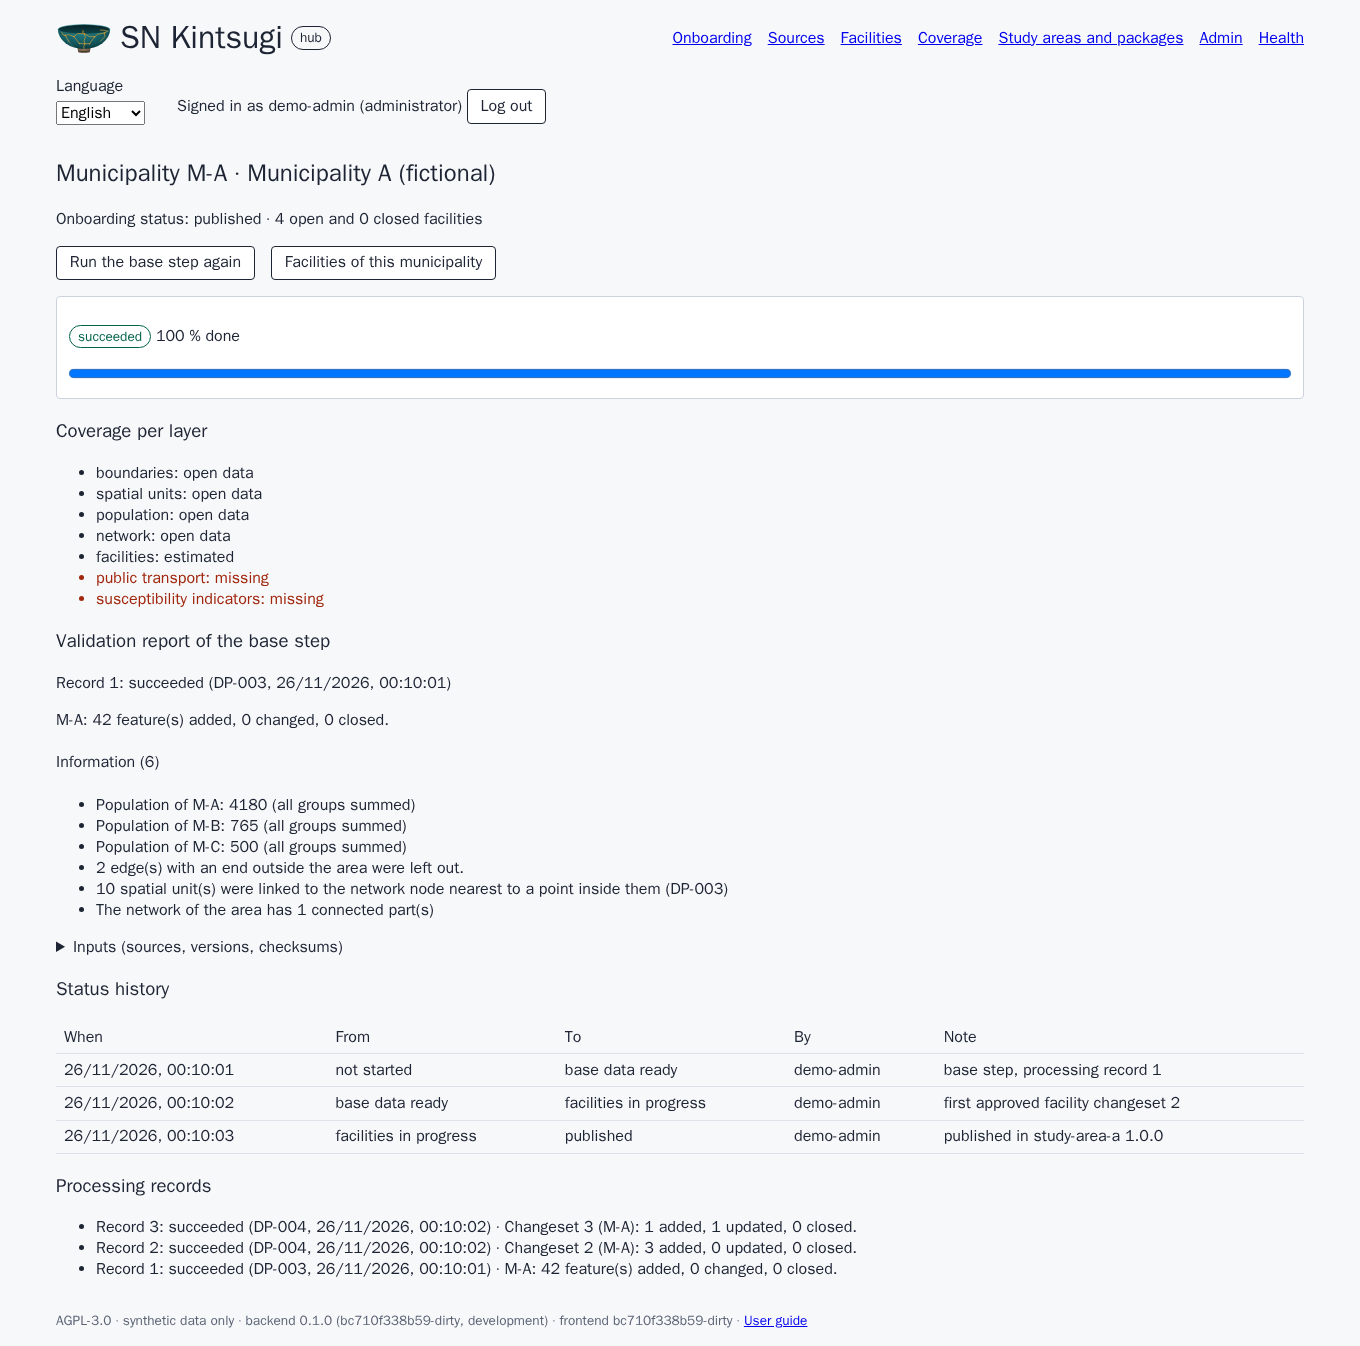 SN Kintsugi hub
Onboarding Sources Facilities Coverage Study areas and packages Admin Health
Language
English
Signed in as demo-admin (administrator) Log out
Municipality M-A · Municipality A (fictional)
Onboarding status: published · 4 open and 0 closed facilities
Run the base step again Facilities of this municipality
succeeded 100 % done
Coverage per layer
• boundaries: open data
• spatial units: open data
• population: open data
• network: open data
• facilities: estimated
• public transport: missing
• susceptibility indicators: missing
Validation report of the base step
Record 1: succeeded (DP-003, 26/11/2026, 00:10:01)
M-A: 42 feature(s) added, 0 changed, 0 closed.
Information (6)
• Population of M-A: 4180 (all groups summed)
• Population of M-B: 765 (all groups summed)
• Population of M-C: 500 (all groups summed)
• 2 edge(s) with an end outside the area were left out.
• 10 spatial unit(s) were linked to the network node nearest to a point inside them (DP-003)
• The network of the area has 1 connected part(s)
Inputs (sources, versions, checksums)
Status history
When From To By Note
26/11/2026, 00:10:01 not started base data ready demo-admin base step, processing record 1
26/11/2026, 00:10:02 base data ready facilities in progress demo-admin first approved facility changeset 2
26/11/2026, 00:10:03 facilities in progress published demo-admin published in study-area-a 1.0.0
Processing records
• Record 3: succeeded (DP-004, 26/11/2026, 00:10:02) · Changeset 3 (M-A): 1 added, 1 updated, 0 closed.
• Record 2: succeeded (DP-004, 26/11/2026, 00:10:02) · Changeset 2 (M-A): 3 added, 0 updated, 0 closed.
• Record 1: succeeded (DP-003, 26/11/2026, 00:10:01) · M-A: 42 feature(s) added, 0 changed, 0 closed.
AGPL-3.0 · synthetic data only · backend 0.1.0 (bc710f338b59-dirty, development) · frontend bc710f338b59-dirty · User guide